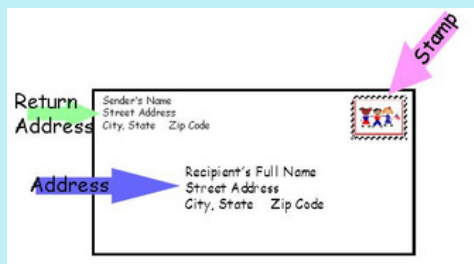 Stamp
Return
Address
Sender's Name
Street Address
City, State Zip Code
Address
Recipient's Full Name
Street Address
City, State Zip Code